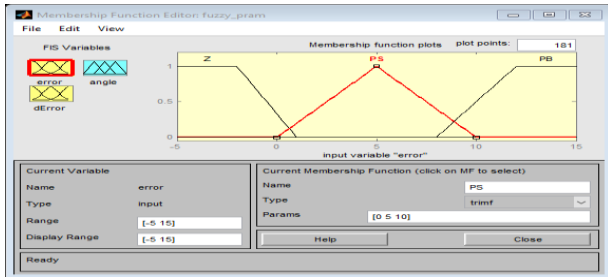 Membership Function Editor: fuzzy_pram
File Edit View
FIS Variables
error
angle
dError
Membership function plots plot points: 181
Z PS PB
1
0.5
0
-5 0 5 10 15
input variable "error"
Current Variable
Name error
Type input
Range [-5 15]
Display Range [-5 15]
Current Membership Function (click on MF to select)
Name PS
Type trimf
Params [0 5 10]
Help Close
Ready